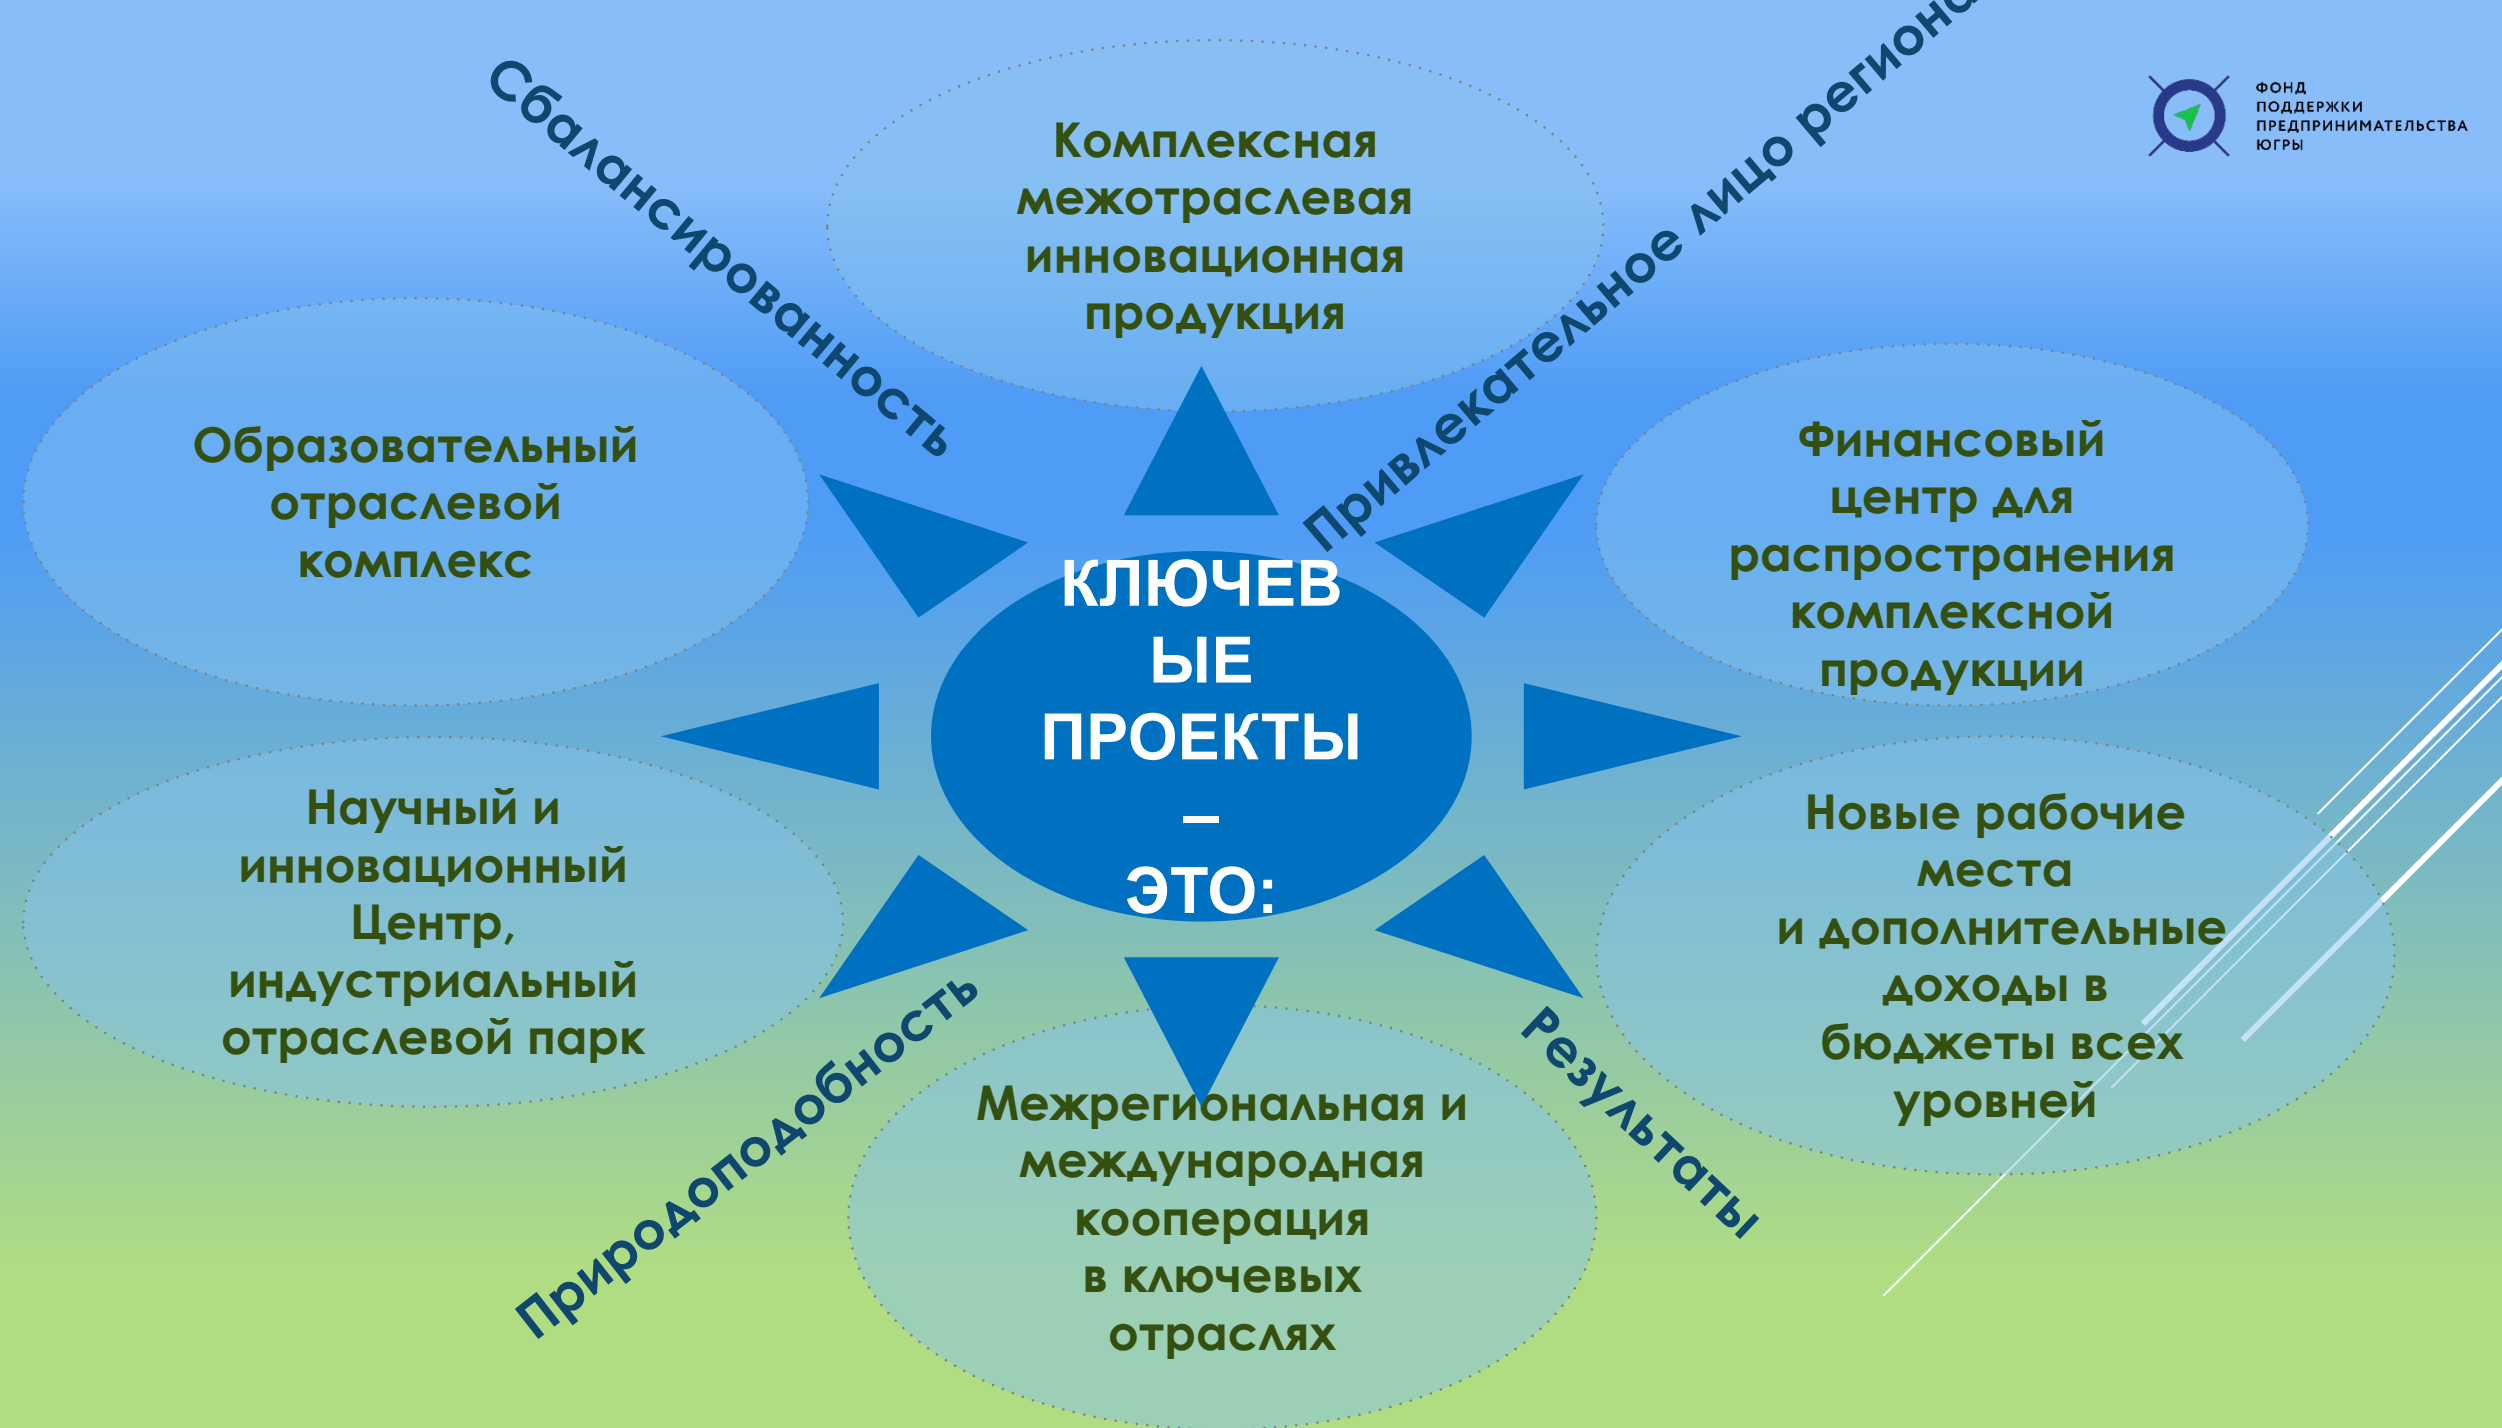 Сбалансированность
Комплексная
межотраслевая
инновационная
продукция
Привлекательное лицо региона
ФОНД
ПОДДЕРЖКИ
ПРЕДПРИНИМАТЕЛЬСТВА
ЮГРЫ
Образовательный
отраслевой
комплекс
Финансовый
центр для
распространения
комплексной
продукции
КЛЮЧЕВ
ЫЕ
ПРОЕКТЫ
–
ЭТО:
Научный и
инновационный
Центр,
индустриальный
отраслевой парк
Новые рабочие
места
и дополнительные
доходы в
бюджеты всех
уровней
Природоподобность
Межрегиональная и
международная
кооперация
в ключевых
отраслях
Результаты